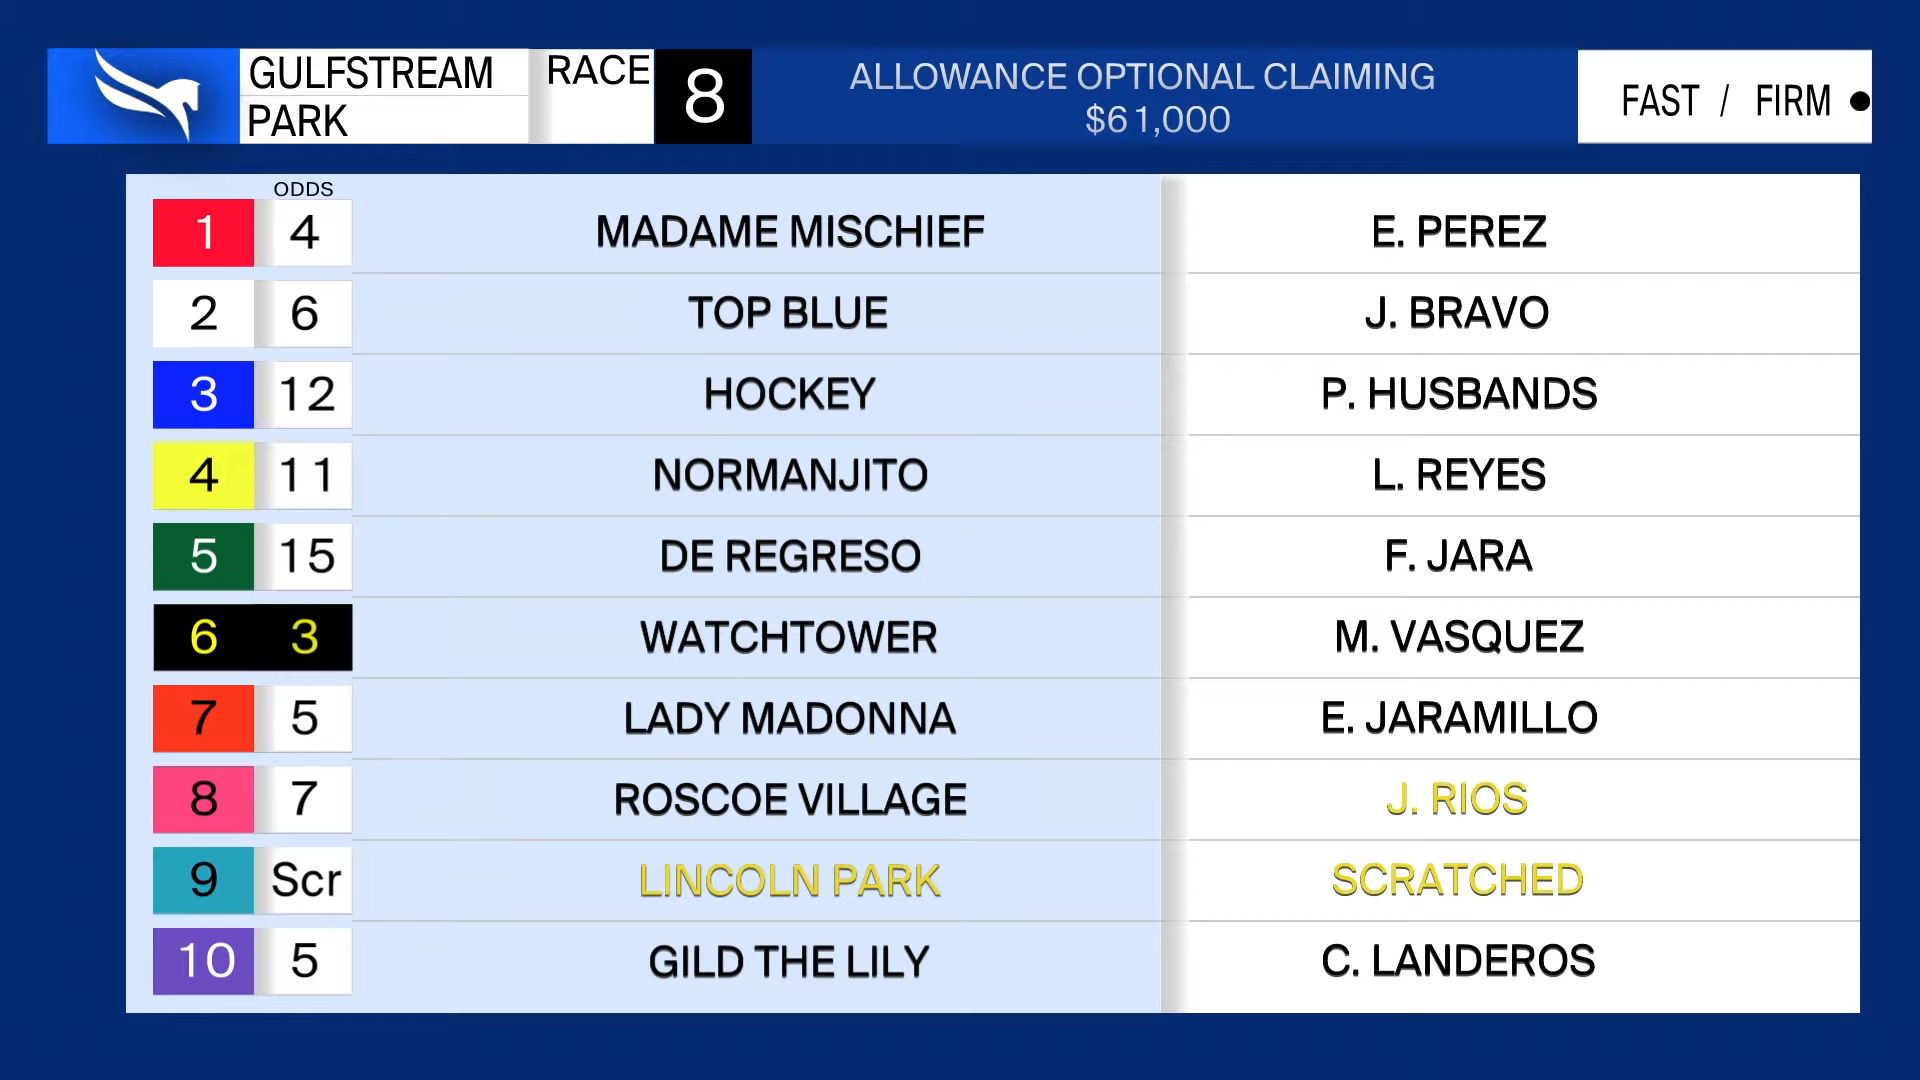 GULFSTREAM
PARK
RACE
8
ALLOWANCE OPTIONAL CLAIMING
$61,000
FAST / FIRM
ODDS
1 4 MADAME MISCHIEF E. PEREZ
2 6 TOP BLUE J. BRAVO
3 12 HOCKEY P. HUSBANDS
4 11 NORMANJITO L. REYES
5 15 DE REGRESO F. JARA
6 3 WATCHTOWER M. VASQUEZ
7 5 LADY MADONNA E. JARAMILLO
8 7 ROSCOE VILLAGE J. RIOS
9 Scr LINCOLN PARK SCRATCHED
10 5 GILD THE LILY C. LANDEROS